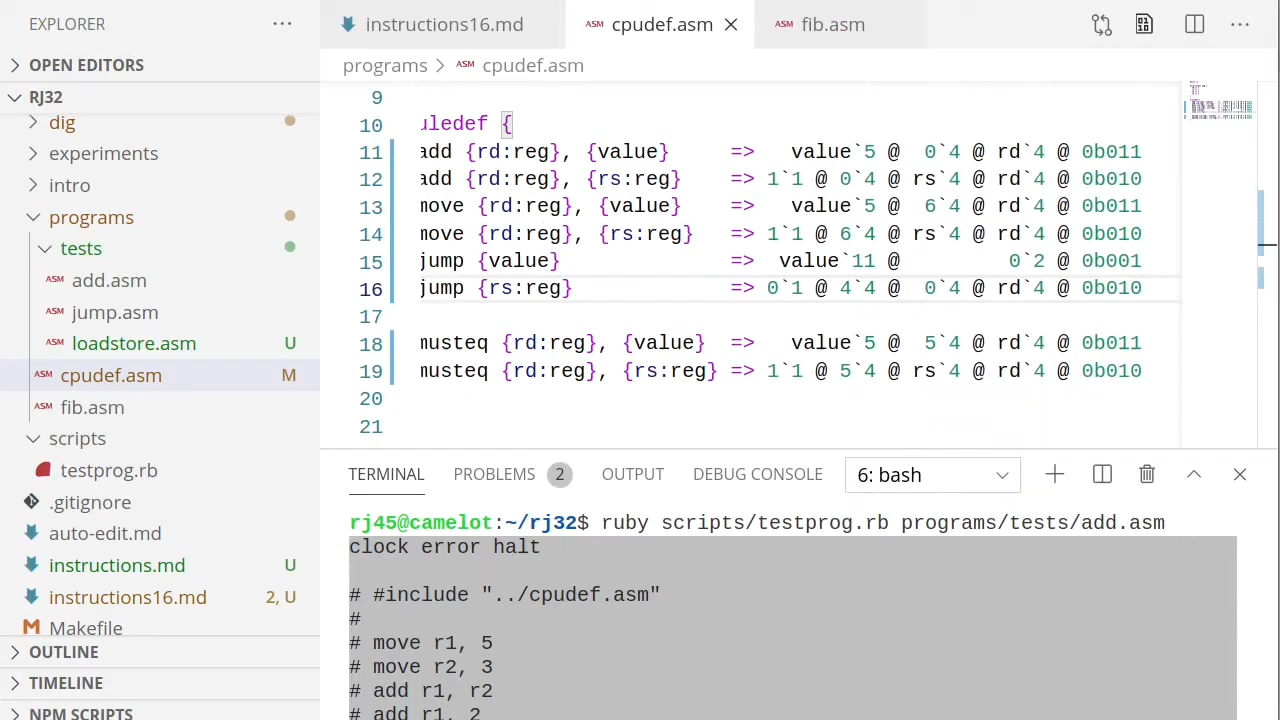 EXPLORER
OPEN EDITORS
RJ32
dig
experiments
intro
programs
tests
ASM add.asm
ASM jump.asm
ASM loadstore.asm U
ASM cpudef.asm M
ASM fib.asm
scripts
testprog.rb
.gitignore
auto-edit.md
instructions.md U
instructions16.md 2, U
Makefile
OUTLINE
TIMELINE
NPM SCRIPTS
instructions16.md ASM cpudef.asm ASM fib.asm
programs > ASM cpudef.asm
9
10 uledef {
11 add {rd:reg}, {value} => value`5 @ 0`4 @ rd`4 @ 0b011
12 add {rd:reg}, {rs:reg} => 1`1 @ 0`4 @ rs`4 @ rd`4 @ 0b010
13 move {rd:reg}, {value} => value`5 @ 6`4 @ rd`4 @ 0b011
14 move {rd:reg}, {rs:reg} => 1`1 @ 6`4 @ rs`4 @ rd`4 @ 0b010
15 jump {value} => value`11 @ 0`2 @ 0b001
16 jump {rs:reg} => 0`1 @ 4`4 @ 0`4 @ rd`4 @ 0b010
17
18 musteq {rd:reg}, {value} => value`5 @ 5`4 @ rd`4 @ 0b011
19 musteq {rd:reg}, {rs:reg} => 1`1 @ 5`4 @ rs`4 @ rd`4 @ 0b010
20
21
TERMINAL PROBLEMS 2 OUTPUT DEBUG CONSOLE 6: bash
rj45@camelot:~/rj32$ ruby scripts/testprog.rb programs/tests/add.asm
clock error halt
# #include "../cpudef.asm"
#
# move r1, 5
# move r2, 3
# add r1, r2
# add r1, 2